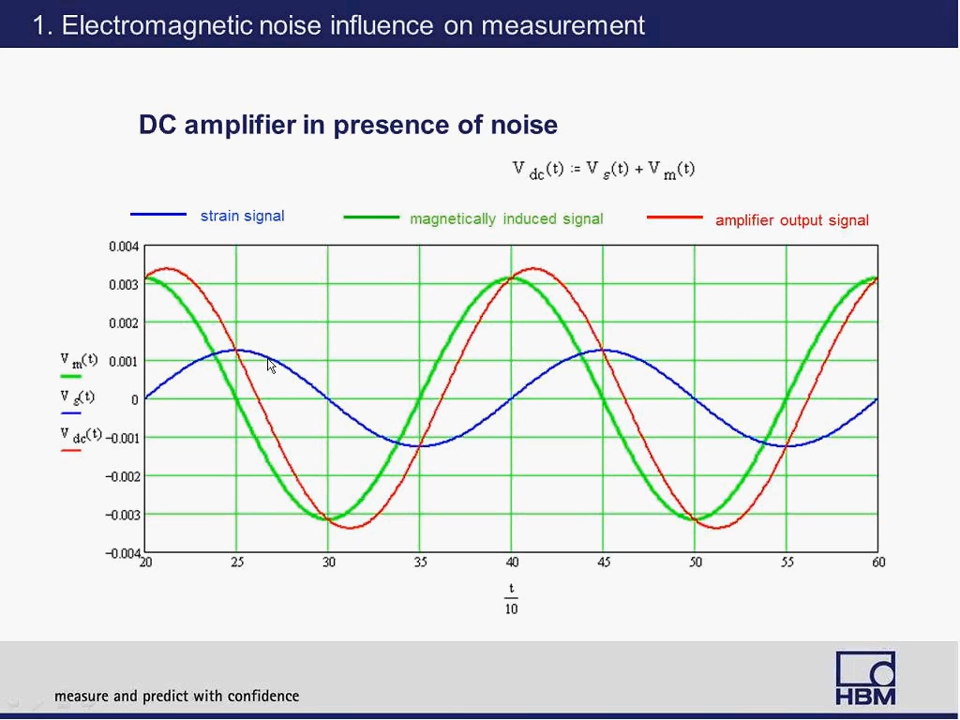 1. Electromagnetic noise influence on measurement
DC amplifier in presence of noise
V dc(t) := V ε(t) + V m(t)
strain signal
magnetically induced signal
amplifier output signal
0.004
0.003
0.002
V m(t)
0.001
V ε(t)
0
V dc(t)
−0.001
−0.002
−0.003
−0.004
20 25 30 35 40 45 50 55 60
t
10
measure and predict with confidence
HBM